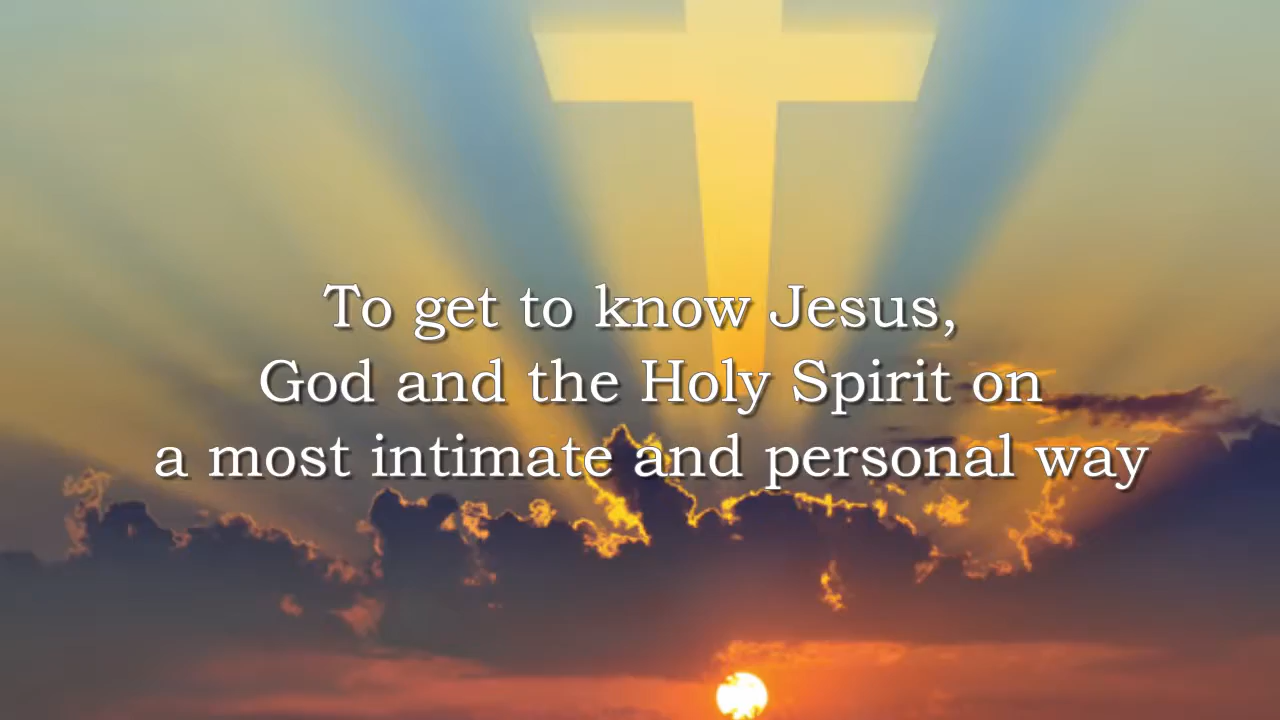 To get to know Jesus,
God and the Holy Spirit on
a most intimate and personal way